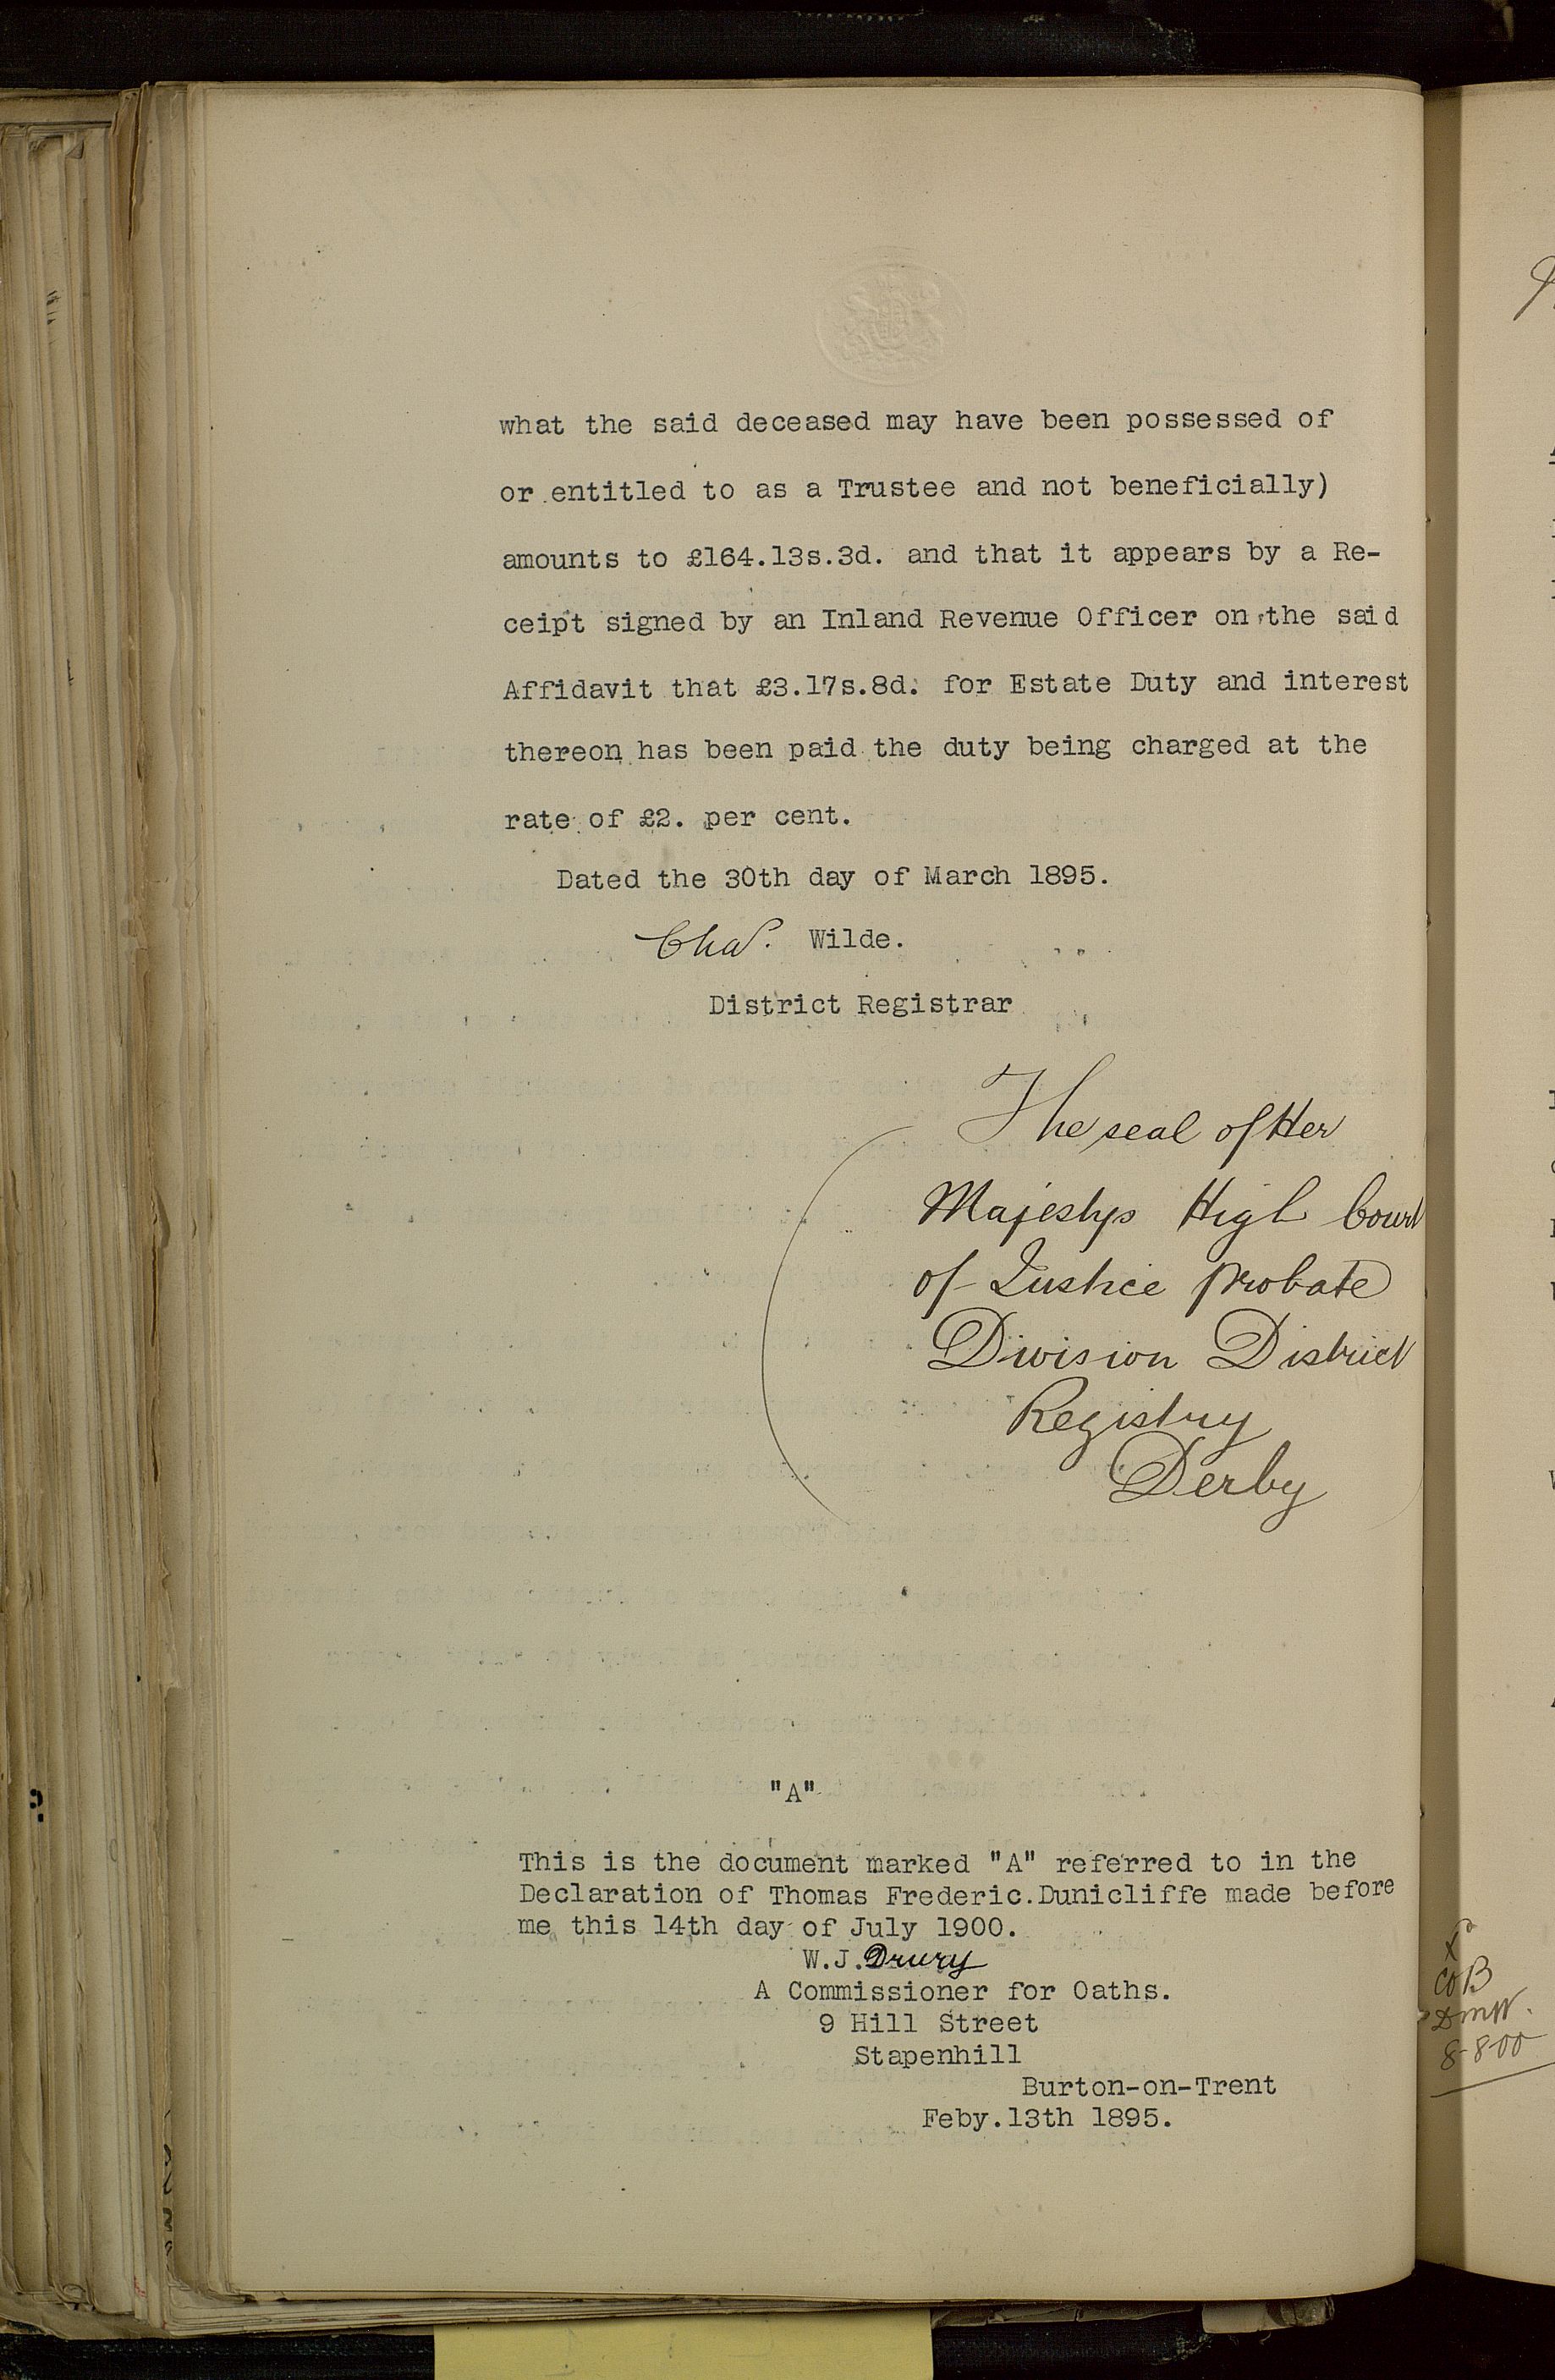 what the said deceased may have been possessed of
or entitled to as a Trustee and not beneficially)
amounts to £164.13s.3d. and that it appears by a Re-
ceipt signed by an Inland Revenue Officer on the said
Affidavit that £3.17s.8d. for Estate Duty and interest
thereon has been paid the duty being charged at the
rate of £2. per cent.
Dated the 30th day of March 1895.
Chas. Wilde.
District Registrar
The seal of Her
Majestys High Court
of Justice Probate
Division District
Registry
Derby
"A"
This is the document marked "A" referred to in the
Declaration of Thomas Frederic.Dunicliffe made before
me this 14th day of July 1900.
W.J.Drury
A Commissioner for Oaths.
9 Hill Street
Stapenhill
Burton-on-Trent
Feby.13th 1895.
8-8-00